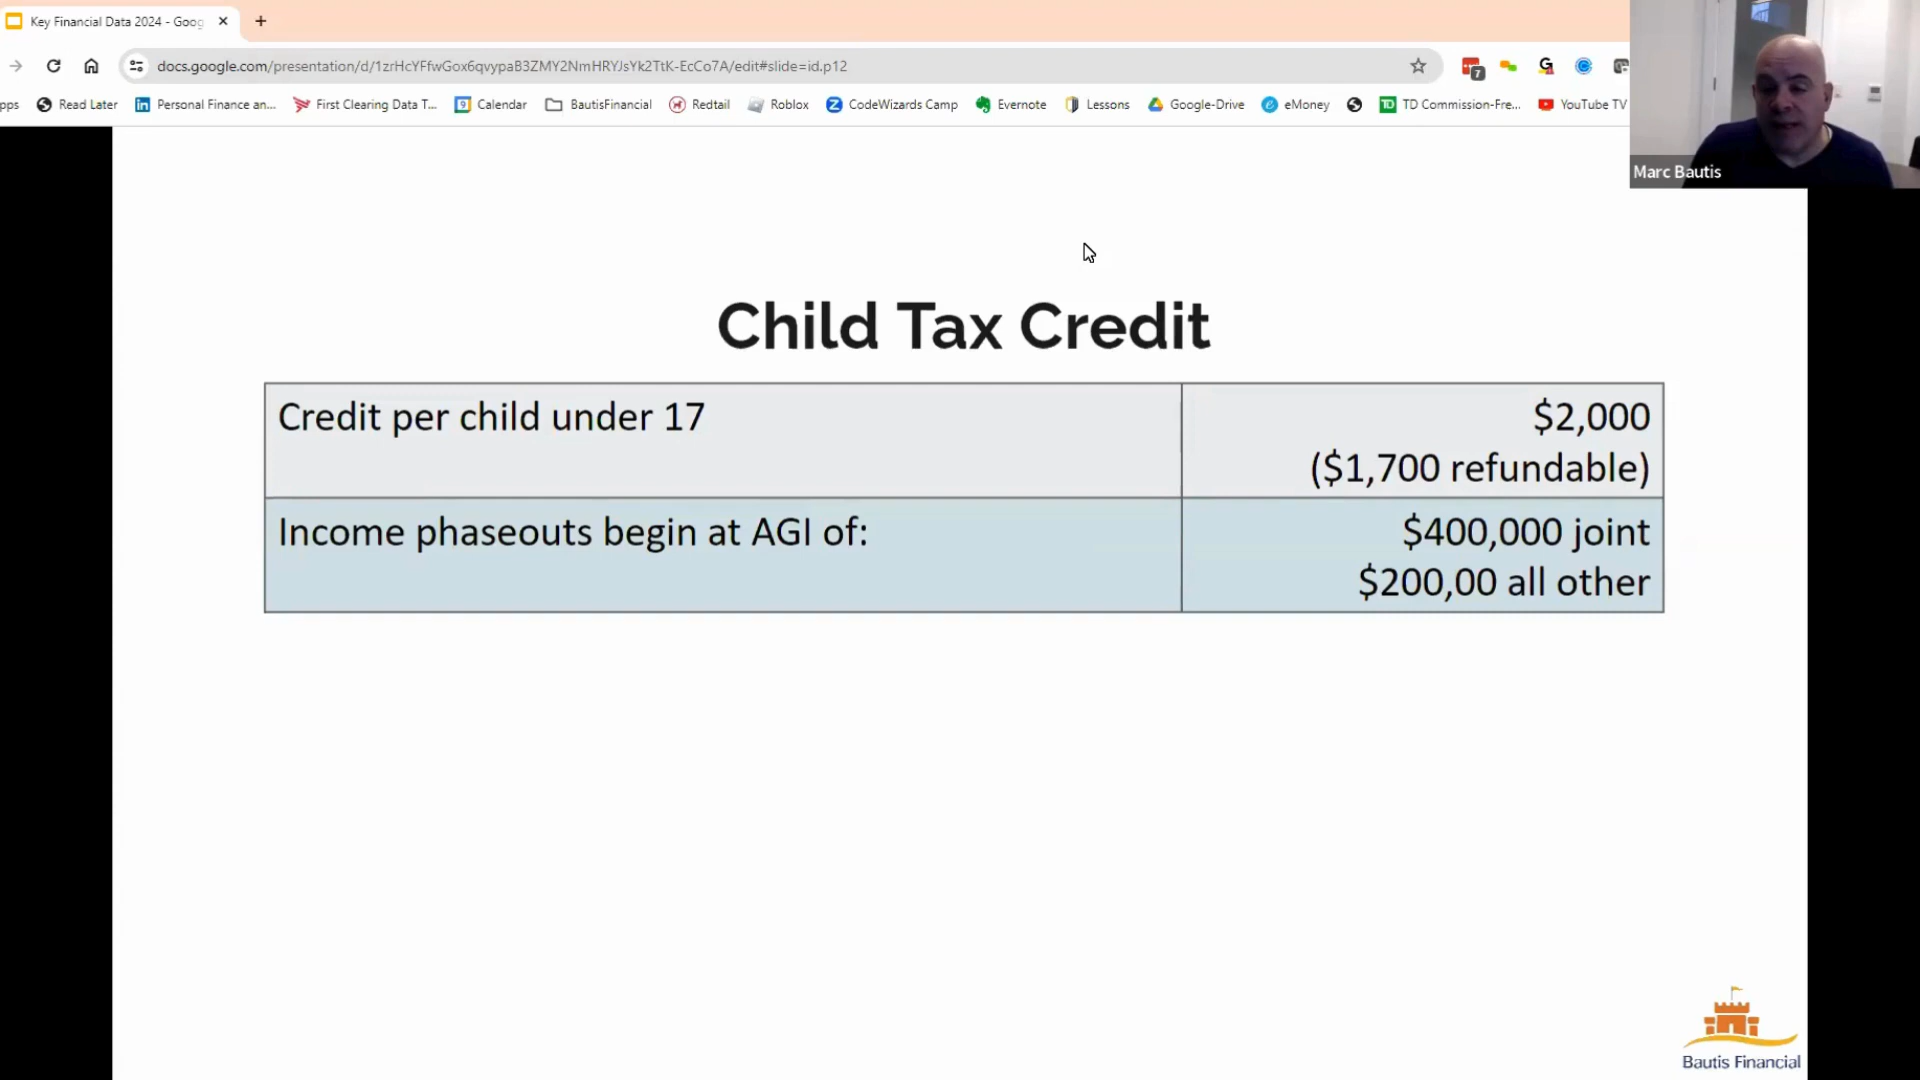 Key Financial Data 2024 - Goog
docs.google.com/presentation/d/1zrHcYFfwGox6qvypaB3ZMY2NmHRYJsYk2TtK-EcCo7A/edit#slide=id.p12
7
pps Read Later Personal Finance an... First Clearing Data T... 9 Calendar BautisFinancial Redtail Roblox CodeWizards Camp Evernote Lessons Google-Drive eMoney TD TD Commission-Fre... YouTube TV
Marc Bautis
Child Tax Credit
Credit per child under 17
$2,000
($1,700 refundable)
Income phaseouts begin at AGI of:
$400,000 joint
$200,00 all other
Bautis Financial